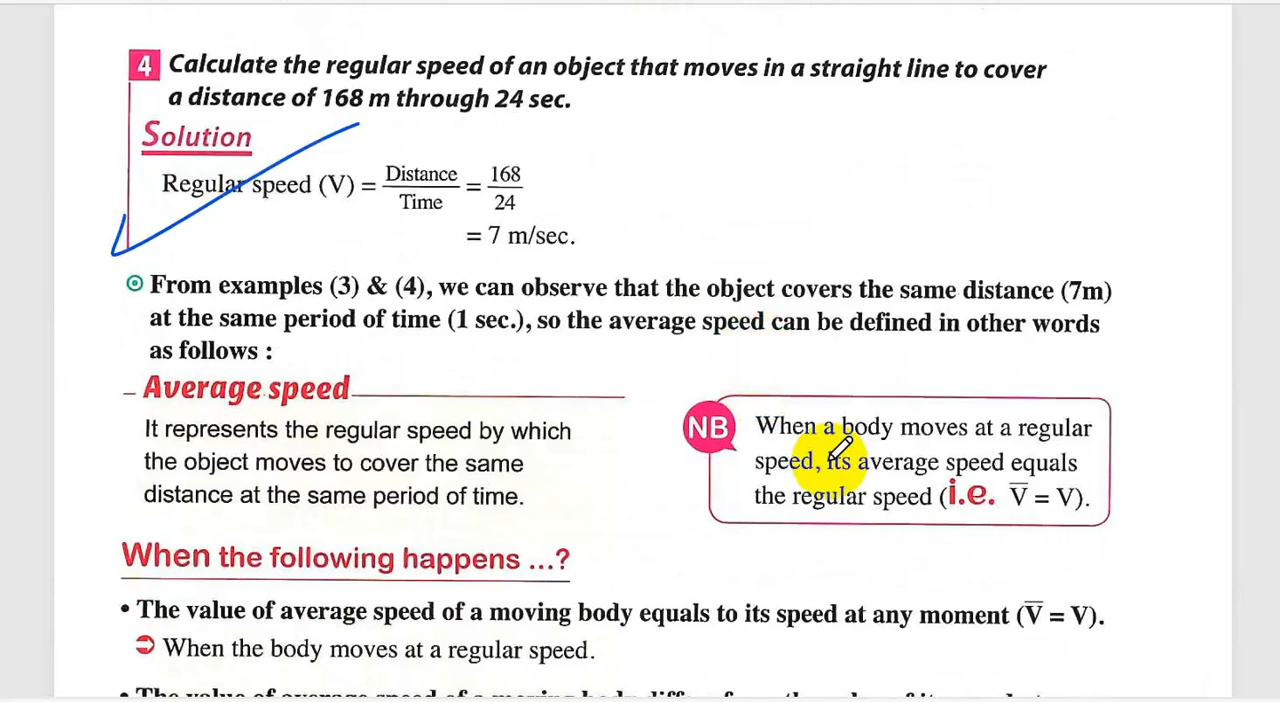 4 Calculate the regular speed of an object that moves in a straight line to cover
a distance of 168 m through 24 sec.
Solution
Regular speed (V) = Distance / Time = 168 / 24
= 7 m/sec.
From examples (3) & (4), we can observe that the object covers the same distance (7m)
at the same period of time (1 sec.), so the average speed can be defined in other words
as follows :
Average speed
It represents the regular speed by which
the object moves to cover the same
distance at the same period of time.
NB
When a body moves at a regular
speed, its average speed equals
the regular speed (i.e. V̅ = V).
When the following happens ...?
• The value of average speed of a moving body equals to its speed at any moment (V̅ = V).
When the body moves at a regular speed.